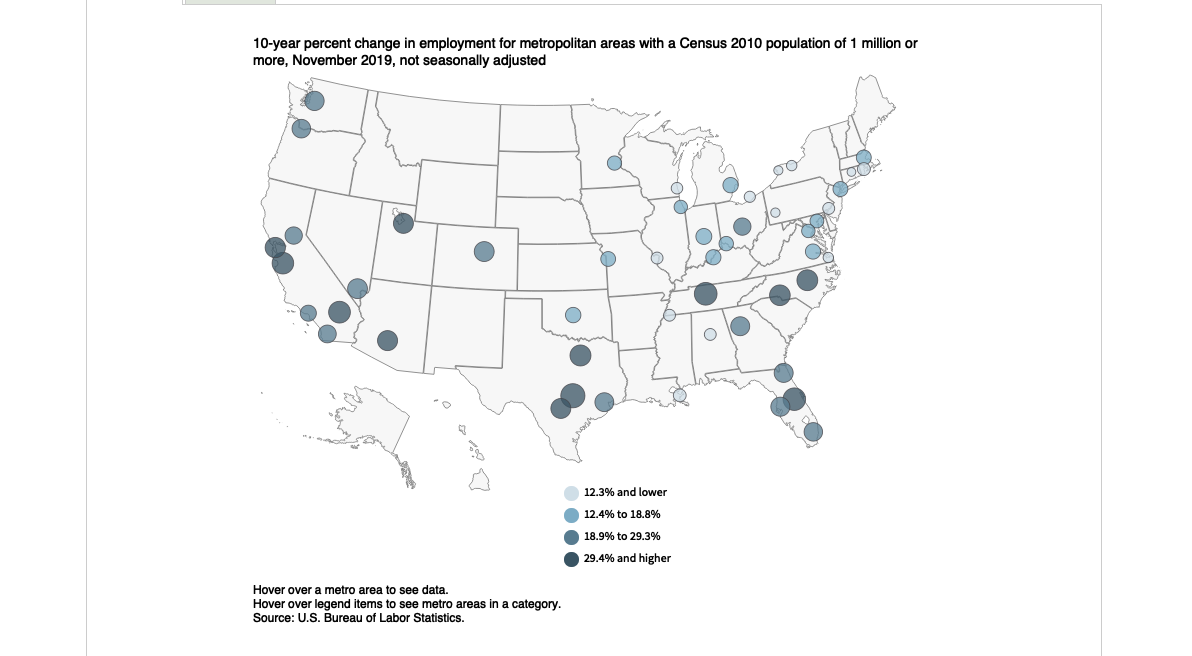 10-year percent change in employment for metropolitan areas with a Census 2010 population of 1 million or
more, November 2019, not seasonally adjusted
12.3% and lower
12.4% to 18.8%
18.9% to 29.3%
29.4% and higher
Hover over a metro area to see data.
Hover over legend items to see metro areas in a category.
Source: U.S. Bureau of Labor Statistics.